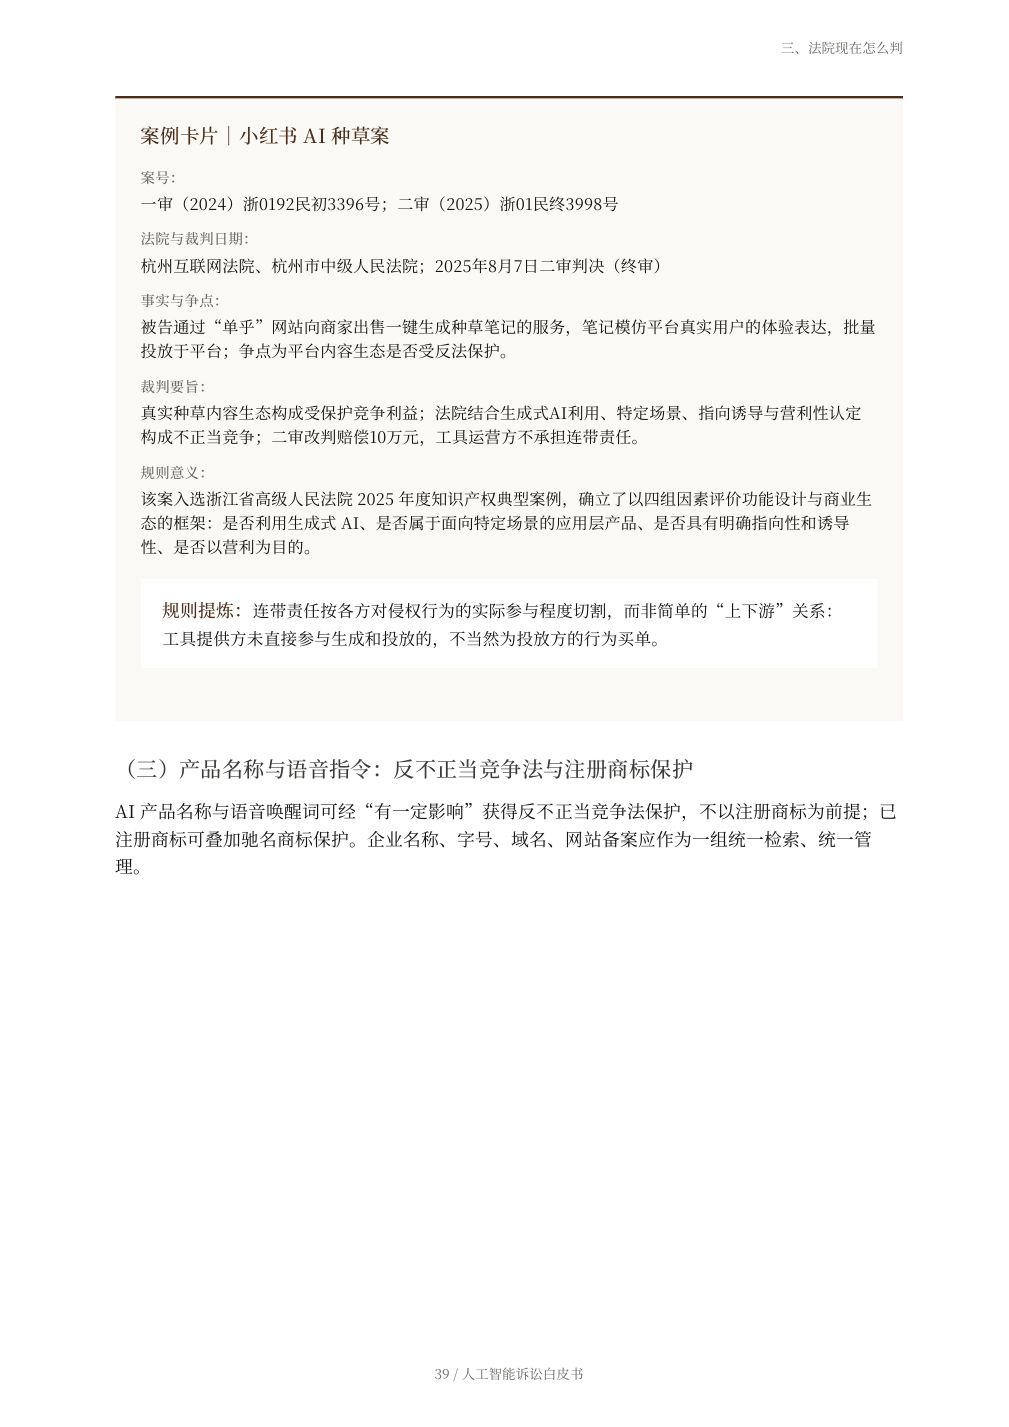 三、法院现在怎么判
案例卡片｜小红书 AI 种草案
案号：
一审（2024）浙0192民初3396号；二审（2025）浙01民终3998号
法院与裁判日期：
杭州互联网法院、杭州市中级人民法院；2025年8月7日二审判决（终审）
事实与争点：
被告通过“单乎”网站向商家出售一键生成种草笔记的服务，笔记模仿平台真实用户的体验表达，批量
投放于平台；争点为平台内容生态是否受反法保护。
裁判要旨：
真实种草内容生态构成受保护竞争利益；法院结合生成式AI利用、特定场景、指向诱导与营利性认定
构成不正当竞争；二审改判赔偿10万元，工具运营方不承担连带责任。
规则意义：
该案入选浙江省高级人民法院 2025 年度知识产权典型案例，确立了以四组因素评价功能设计与商业生
态的框架：是否利用生成式 AI、是否属于面向特定场景的应用层产品、是否具有明确指向性和诱导
性、是否以营利为目的。
规则提炼：连带责任按各方对侵权行为的实际参与程度切割，而非简单的“上下游”关系：
工具提供方未直接参与生成和投放的，不当然为投放方的行为买单。
（三）产品名称与语音指令：反不正当竞争法与注册商标保护
AI 产品名称与语音唤醒词可经“有一定影响”获得反不正当竞争法保护，不以注册商标为前提；已
注册商标可叠加驰名商标保护。企业名称、字号、域名、网站备案应作为一组统一检索、统一管
理。
39 / 人工智能诉讼白皮书